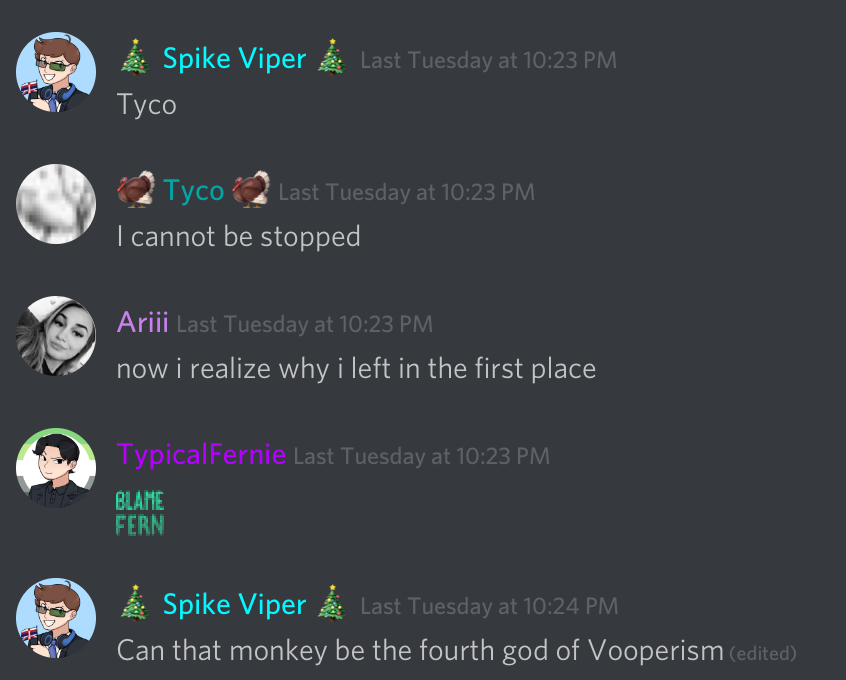 🎄 Spike Viper 🎄 Last Tuesday at 10:23 PM
Tyco
🦃 Tyco 🦃 Last Tuesday at 10:23 PM
I cannot be stopped
Ariii Last Tuesday at 10:23 PM
now i realize why i left in the first place
TypicalFernie Last Tuesday at 10:23 PM
BLAME
FERN
🎄 Spike Viper 🎄 Last Tuesday at 10:24 PM
Can that monkey be the fourth god of Vooperism (edited)